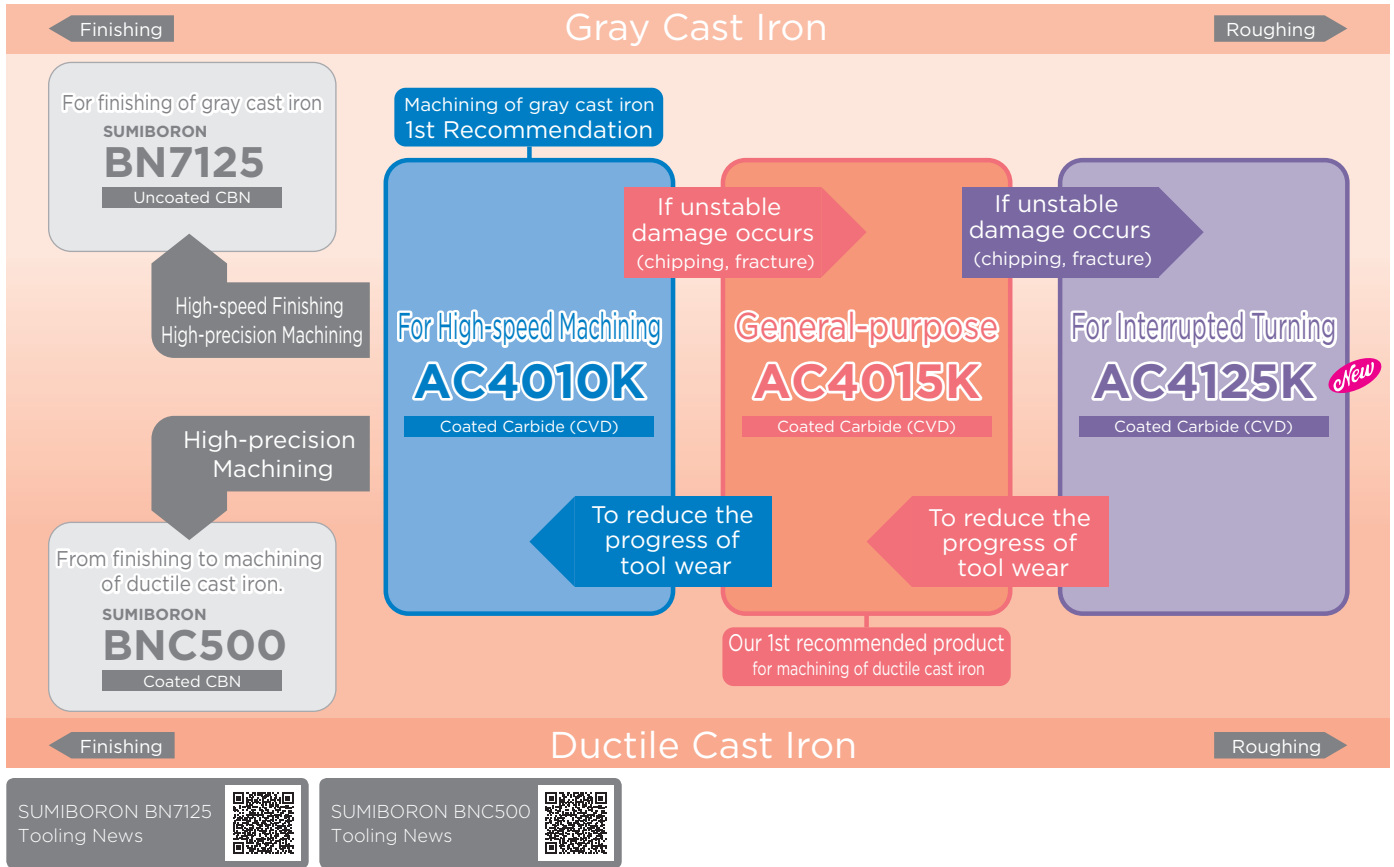 Finishing
Gray Cast Iron
Roughing
For finishing of gray cast iron
SUMIBORON
BN7125
Uncoated CBN
High-speed Finishing
High-precision Machining
High-precision
Machining
From finishing to machining
of ductile cast iron.
SUMIBORON
BNC500
Coated CBN
Machining of gray cast iron
1st Recommendation
For High-speed Machining
AC4010K
Coated Carbide (CVD)
If unstable
damage occurs
(chipping, fracture)
General-purpose
AC4015K
Coated Carbide (CVD)
If unstable
damage occurs
(chipping, fracture)
For Interrupted Turning
AC4125K
New
Coated Carbide (CVD)
To reduce the
progress of
tool wear
To reduce the
progress of
tool wear
Our 1st recommended product
for machining of ductile cast iron
Finishing
Ductile Cast Iron
Roughing
SUMIBORON BN7125
Tooling News
SUMIBORON BNC500
Tooling News